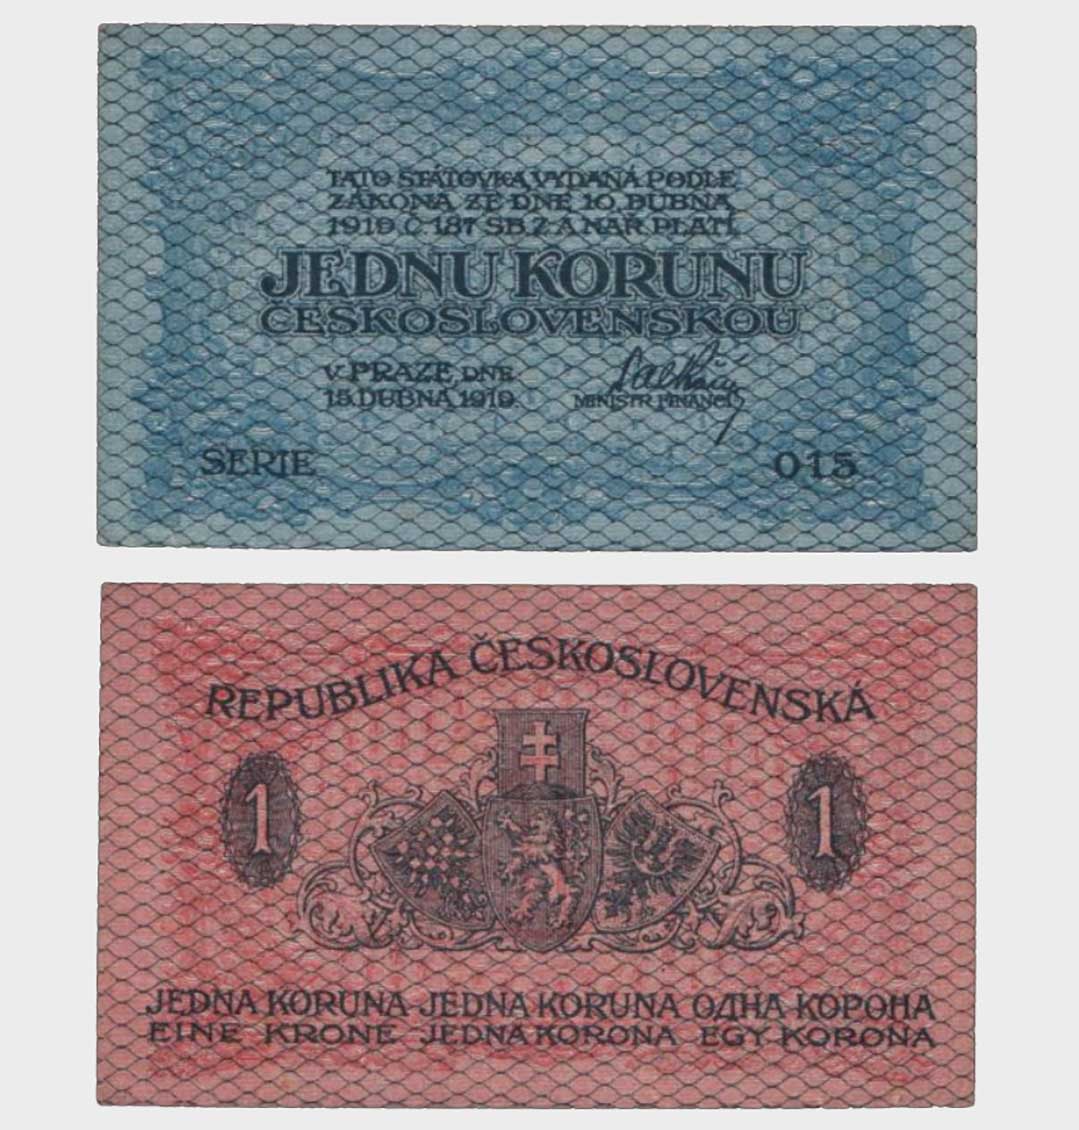 TATO STÁTOVKA VYDANÁ PODLE
ZÁKONA ZE DNE 10. DUBNA
1919 Č. 187 SB. Z. A NAŘ. PLATÍ
JEDNU KORUNU
ČESKOSLOVENSKOU
V PRAZE DNE
15. DUBNA 1919.
MINISTR FINANCÍ
SERIE 015
REPUBLIKA ČESKOSLOVENSKÁ
1 1
JEDNA KORUNA JEDNA KORUNA ОДНА КОРОНА
EINE KRONE JEDNA KORONA EGY KORONA